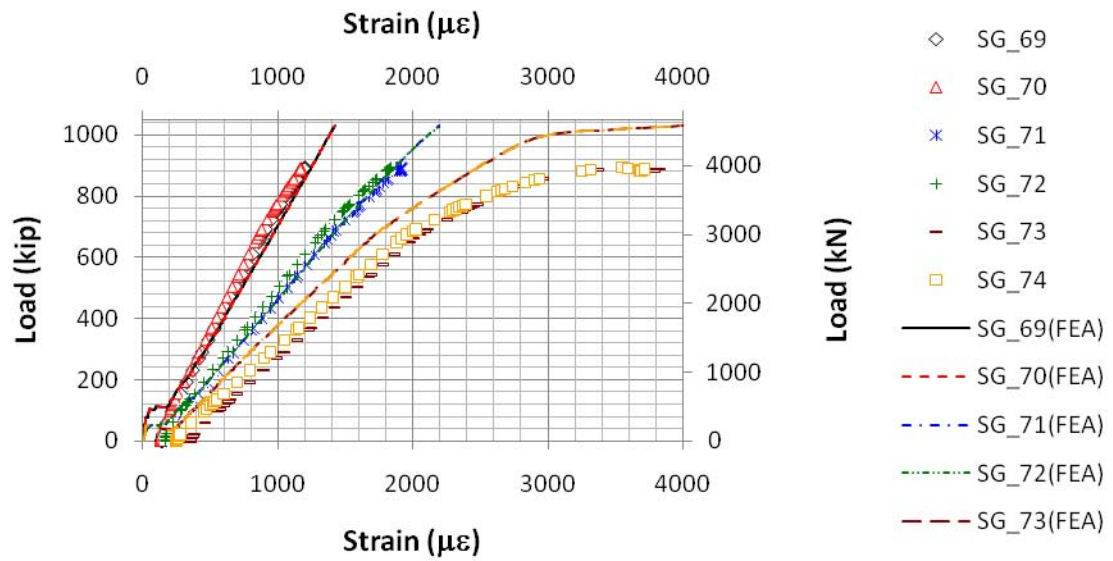 Strain (με)
0 1000 2000 3000 4000
1000
800
600
400
200
0
Load (kip)
4000
3000
2000
1000
0
Load (kN)
0 1000 2000 3000 4000
Strain (με)
SG_69
SG_70
SG_71
SG_72
SG_73
SG_74
SG_69(FEA)
SG_70(FEA)
SG_71(FEA)
SG_72(FEA)
SG_73(FEA)